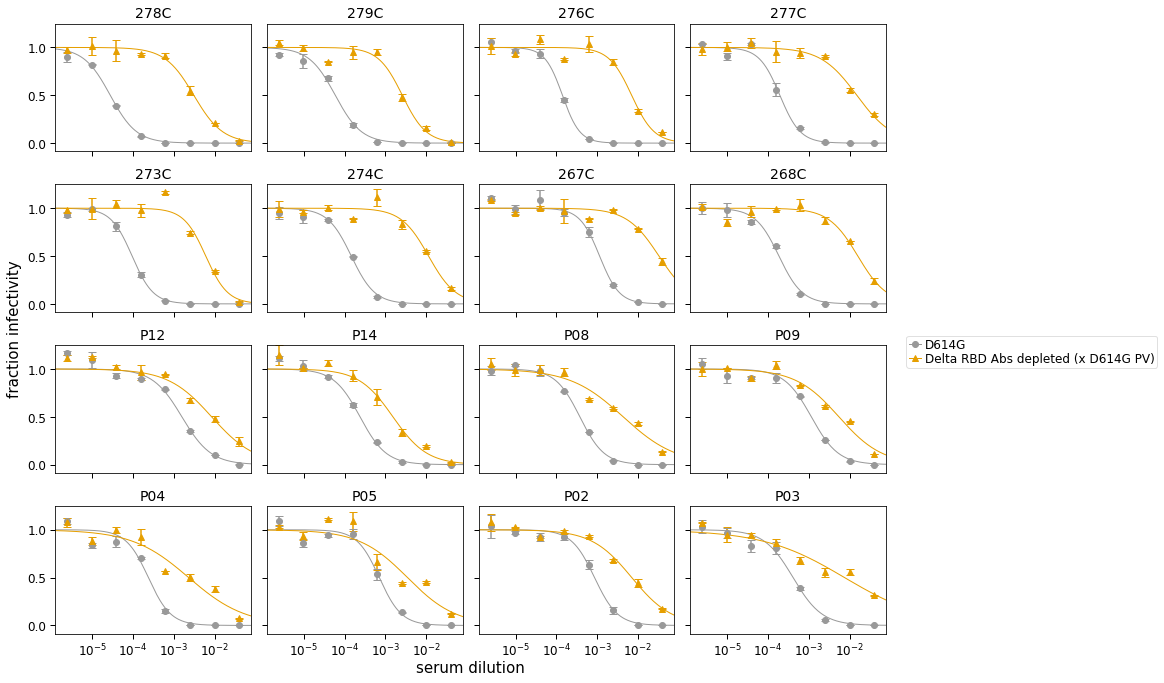 278C 279C 276C 277C
1.0
0.5
0.0
273C 274C 267C 268C
1.0
0.5
0.0
P12 P14 P08 P09
1.0
0.5
0.0
P04 P05 P02 P03
1.0
0.5
0.0
10⁻⁵ 10⁻⁴ 10⁻³ 10⁻² 10⁻⁵ 10⁻⁴ 10⁻³ 10⁻² 10⁻⁵ 10⁻⁴ 10⁻³ 10⁻² 10⁻⁵ 10⁻⁴ 10⁻³ 10⁻²
serum dilution
fraction infectivity
D614G
Delta RBD Abs depleted (x D614G PV)